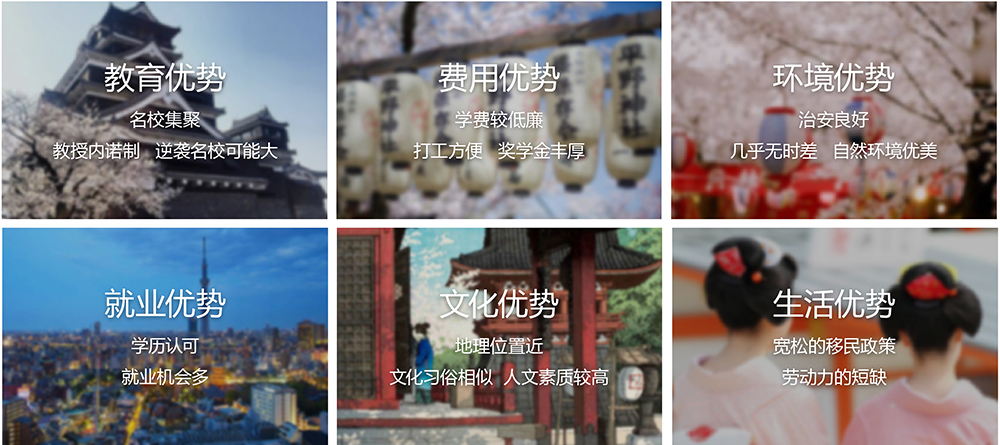 教育优势
名校集聚
教授内诺制 逆袭名校可能大
费用优势
学费较低廉
打工方便 奖学金丰厚
环境优势
治安良好
几乎无时差 自然环境优美
就业优势
学历认可
就业机会多
文化优势
地理位置近
文化习俗相似 人文素质较高
生活优势
宽松的移民政策
劳动力的短缺